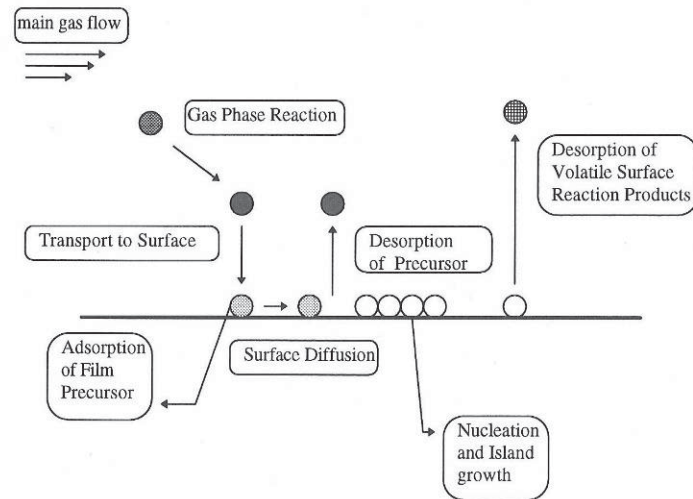 main gas flow
Gas Phase Reaction
Desorption of
Volatile Surface
Reaction Products
Transport to Surface
Desorption
of Precursor
Adsorption
of Film
Precursor
Surface Diffusion
Nucleation
and Island
growth